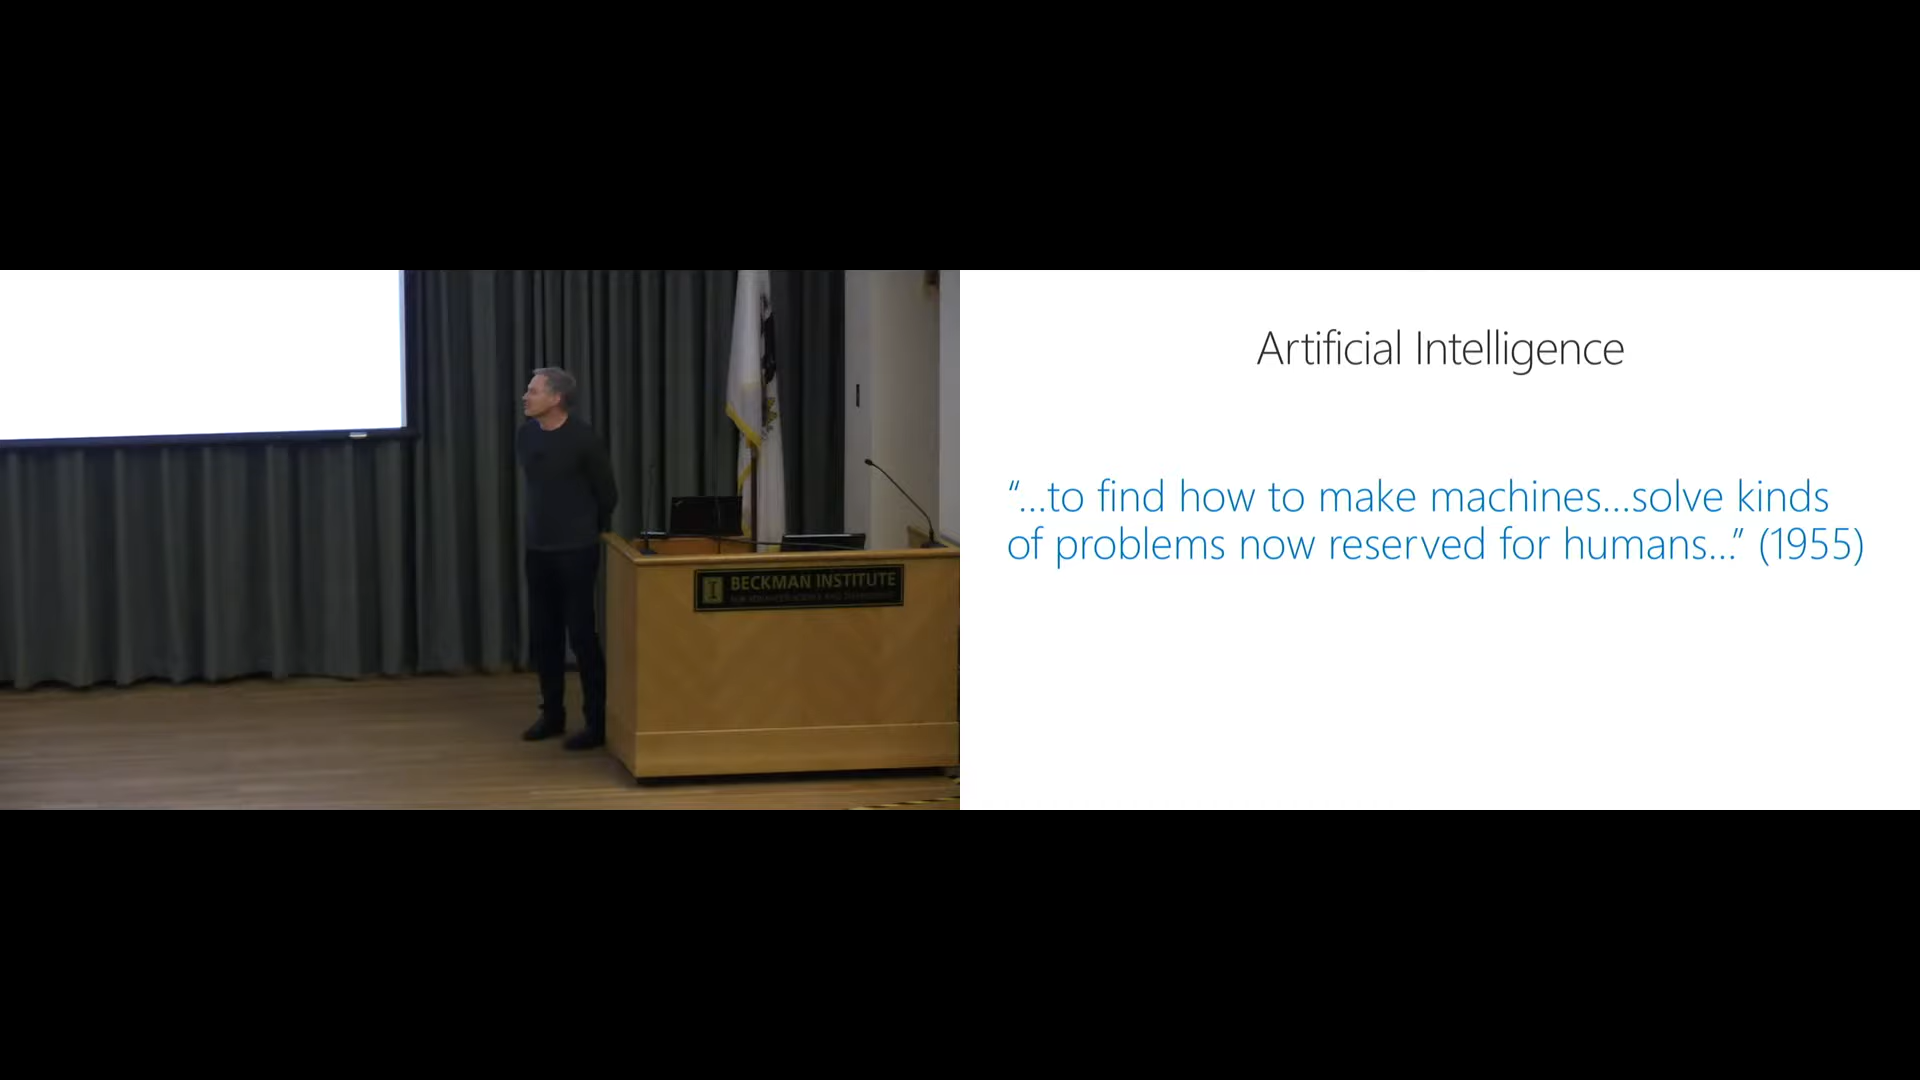 BECKMAN INSTITUTE
Artificial Intelligence
“...to find how to make machines...solve kinds
of problems now reserved for humans...” (1955)